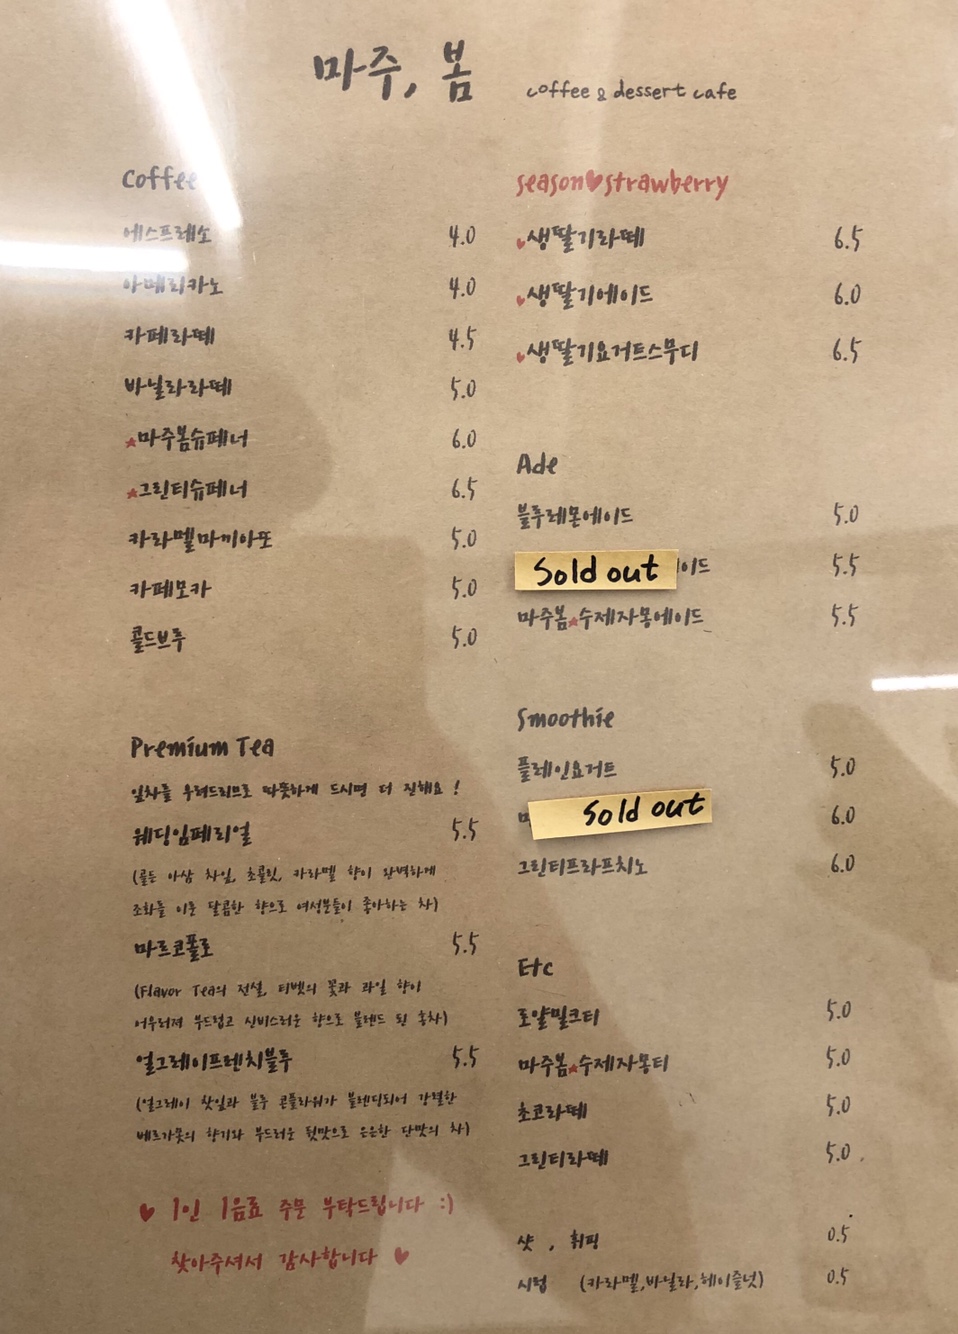 마주, 봄 coffee & dessert cafe
Coffee
에스프레소 4.0
아메리카노 4.0
카페라떼 4.5
바닐라라떼 5.0
★마주봄슈페너 6.0
★그린티슈페너 6.5
카라멜마끼아또 5.0
카페모카 5.0
콜드브루 5.0
Premium Tea
잎차를 우려드리므로 따뜻하게 드시면 더 진해요 !
웨딩임페리얼 5.5
(골든 아삼 차잎, 초콜릿, 카라멜 향이 완벽하게
조화를 이룬 달콤한 향으로 여성분들이 좋아하는 차)
마르코폴로 5.5
(Flavor Tea의 전설, 티벳의 꽃과 과일 향이
어우러져 부드럽고 신비스러운 향으로 블렌드 된 홍차)
얼그레이프렌치블루 5.5
(얼그레이 찻잎과 블루 콘플라워가 블렌딩되어 강렬한
베르가못의 향기와 부드러운 뒷맛으로 은은한 단맛의 차)
♥ 1인 1음료 주문 부탁드립니다 :)
찾아주셔서 감사합니다 ♥
season♥strawberry
♥생딸기라떼 6.5
♥생딸기에이드 6.0
♥생딸기요거트스무디 6.5
Ade
블루레몬에이드 5.0
Sold out 이드 5.5
마주봄★수제자몽에이드 5.5
Smoothie
플레인요거트 5.0
Sold out 6.0
그린티프라프치노 6.0
Etc
로얄밀크티 5.0
마주봄★수제자몽티 5.0
초코라떼 5.0
그린티라떼 5.0
샷 , 휘핑 0.5
시럽 (카라멜,바닐라,헤이즐넛) 0.5